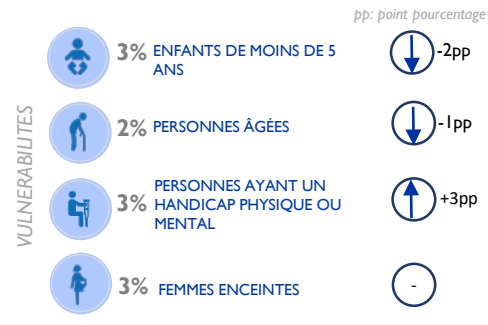 pp: point pourcentage
VULNERABILITES
3% ENFANTS DE MOINS DE 5
ANS
-2pp
2% PERSONNES ÂGÉES
-1pp
3% PERSONNES AYANT UN
HANDICAP PHYSIQUE OU
MENTAL
+3pp
3% FEMMES ENCEINTES
-